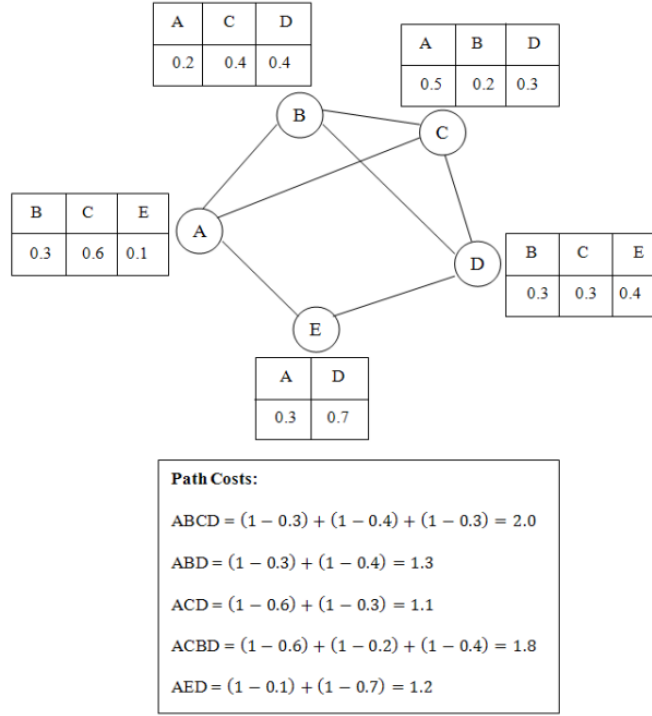 A C D
0.2 0.4 0.4
A B D
0.5 0.2 0.3
B
C
B C E
0.3 0.6 0.1
A
D
B C E
0.3 0.3 0.4
E
A D
0.3 0.7
Path Costs:
ABCD = (1 − 0.3) + (1 − 0.4) + (1 − 0.3) = 2.0
ABD = (1 − 0.3) + (1 − 0.4) = 1.3
ACD = (1 − 0.6) + (1 − 0.3) = 1.1
ACBD = (1 − 0.6) + (1 − 0.2) + (1 − 0.4) = 1.8
AED = (1 − 0.1) + (1 − 0.7) = 1.2